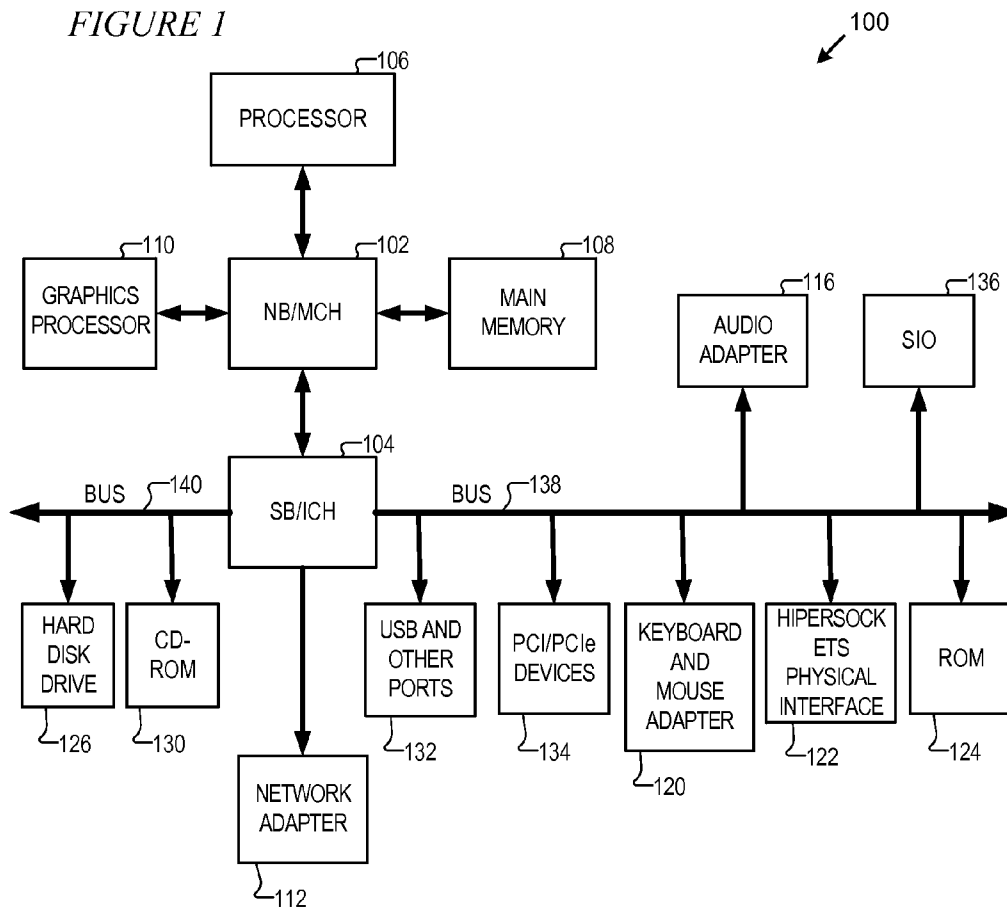 FIGURE 1
100
106
PROCESSOR
110
102
108
GRAPHICS
PROCESSOR
NB/MCH
MAIN
MEMORY
116
136
AUDIO
ADAPTER
SIO
104
BUS
140
SB/ICH
BUS
138
HARD
DISK
DRIVE
CD-
ROM
USB AND
OTHER
PORTS
PCI/PCIe
DEVICES
KEYBOARD
AND
MOUSE
ADAPTER
HIPERSOCK
ETS
PHYSICAL
INTERFACE
ROM
126
130
132
134
120
122
124
NETWORK
ADAPTER
112